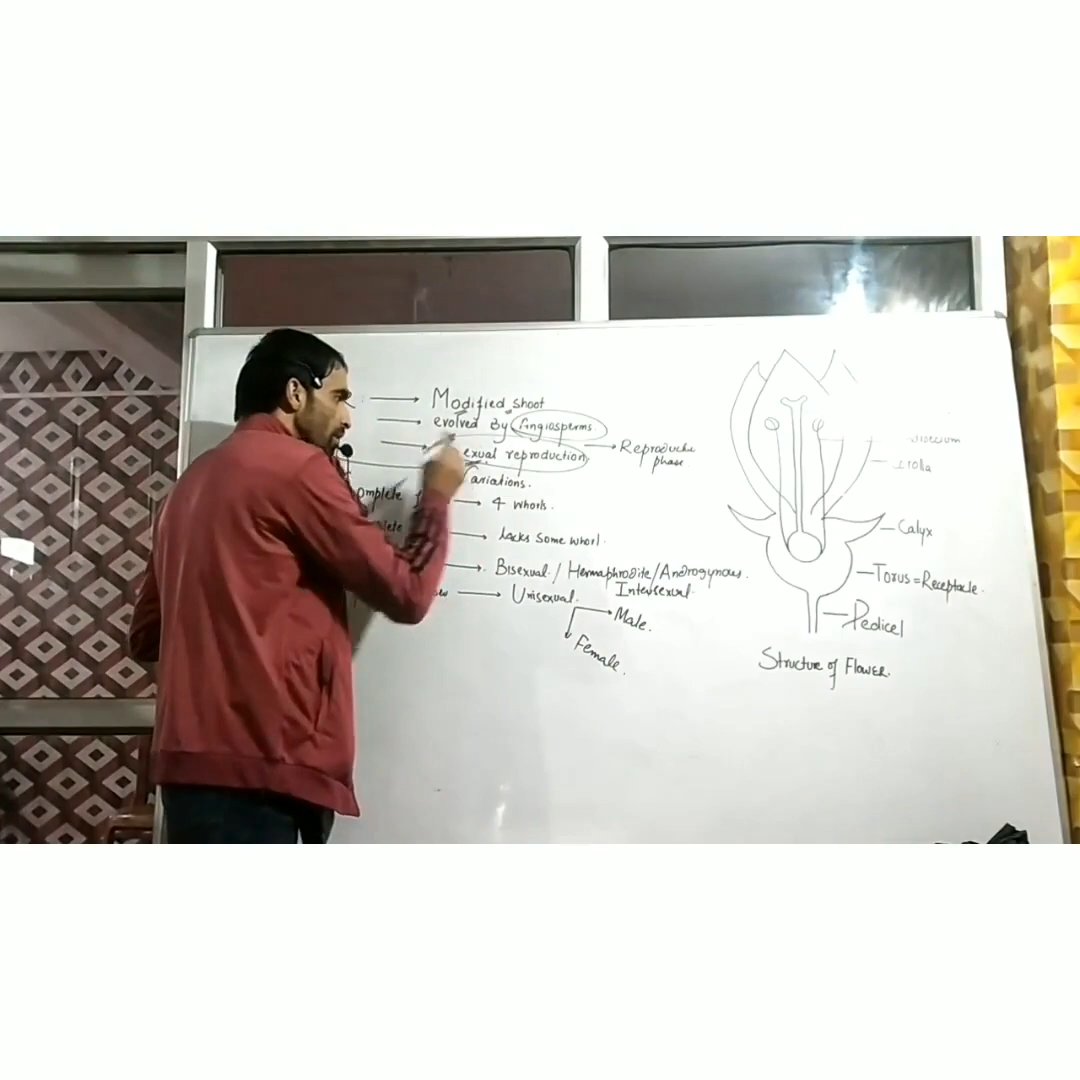 Modified shoot
evolved By Angiosperms
exual reproduction → Reproductive phase
ariations.
omplete → 4 whorls.
lete → lacks some whorl.
→ Bisexual / Hermaphrodite / Androgynous.
Intersexual.
→ Unisexual. → Male.
Female.
rolla
Calyx
Torus = Receptacle.
Pedicel
Structure of Flower.